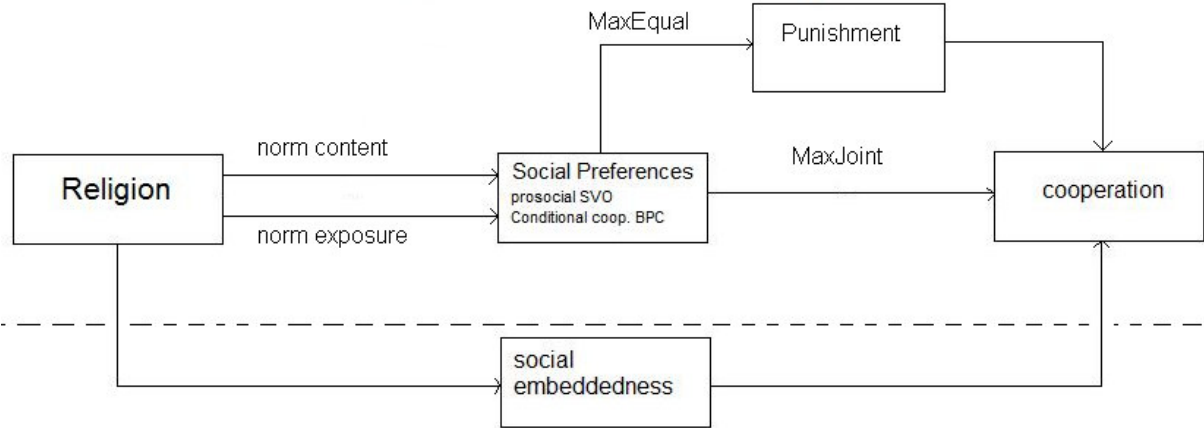 MaxEqual
Punishment
norm content
Social Preferences
prosocial SVO
Conditional coop. BPC
MaxJoint
Religion
cooperation
norm exposure
social
embeddedness